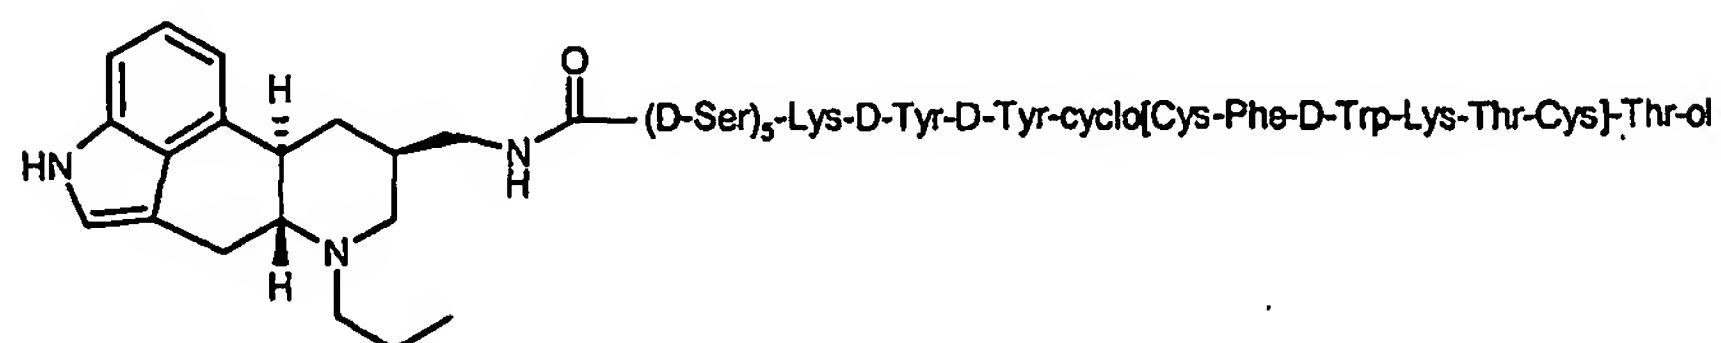 H
O
(D-Ser)5-Lys-D-Tyr-D-Tyr-cyclo[Cys-Phe-D-Trp-Lys-Thr-Cys]-Thr-ol
HN
N
H
N
H